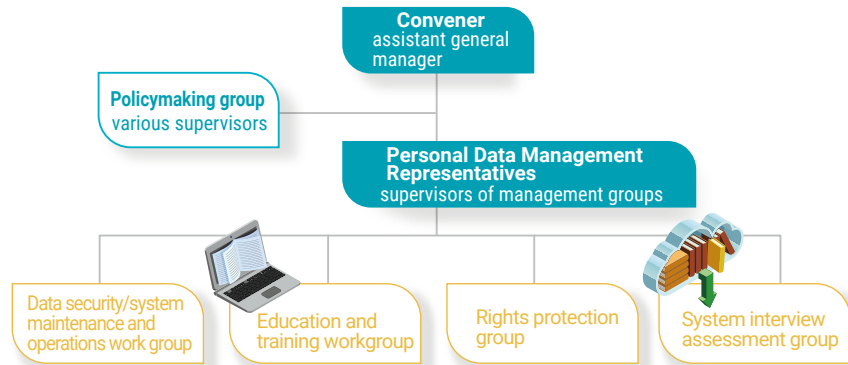 Convener
assistant general
manager
Policymaking group
various supervisors
Personal Data Management
Representatives
supervisors of management groups
Data security/system
maintenance and
operations work group
Education and
training workgroup
Rights protection
group
System interview
assessment group